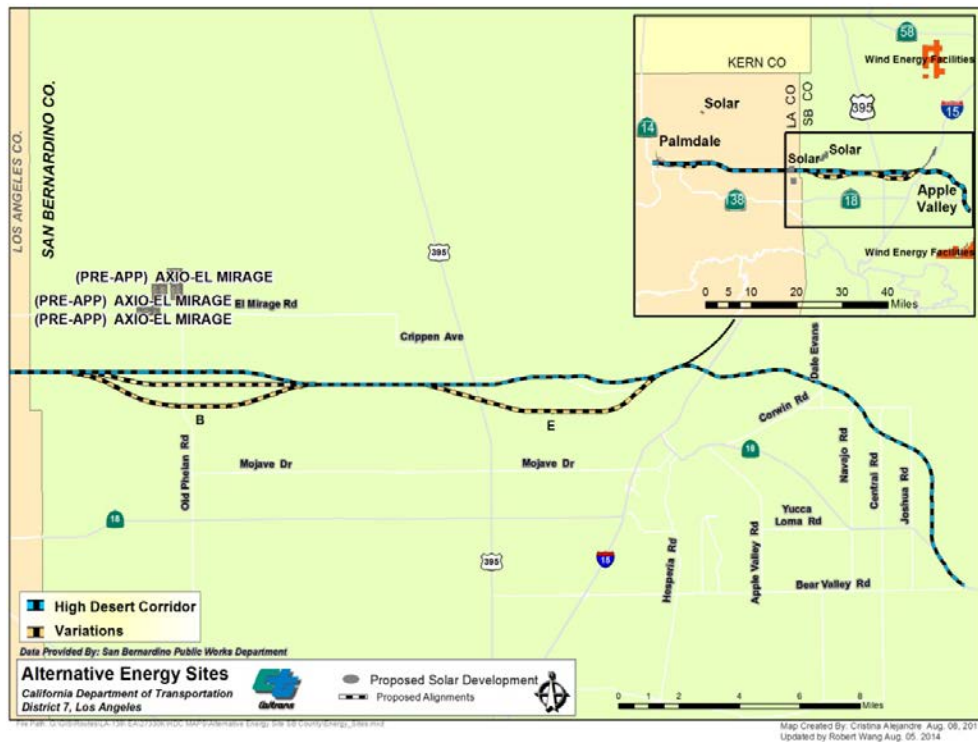 LOS ANGELES CO.
SAN BERNARDINO CO.
(PRE-APP) AXIO-EL MIRAGE
(PRE-APP) AXIO-EL MIRAGE
El Mirage Rd
(PRE-APP) AXIO-EL MIRAGE
395
Crippen Ave
KERN CO
58
Wind Energy Facilities
Solar
LA CO
SB CO
395
15
14
Palmdale
Solar
Solar
138
18
Apple
Valley
Wind Energy Facilities
0 5 10 20 30 40
Miles
Dale Evans
B
E
Corwin Rd
18
Old Phelan Rd
Mojave Dr
Mojave Dr
Navajo Rd
Central Rd
Joshua Rd
18
Yucca
Loma Rd
395
15
Hesperia Rd
Apple Valley Rd
Bear Valley Rd
High Desert Corridor
Variations
Data Provided By: San Bernardino Public Works Department
Alternative Energy Sites
California Department of Transportation
District 7, Los Angeles
Caltrans
Proposed Solar Development
Proposed Alignments
0 1 2 4 6 8
Miles
Map Created By: Cristina Alejandre Aug. 08, 201
Updated by Robert Wang Aug. 05. 2014